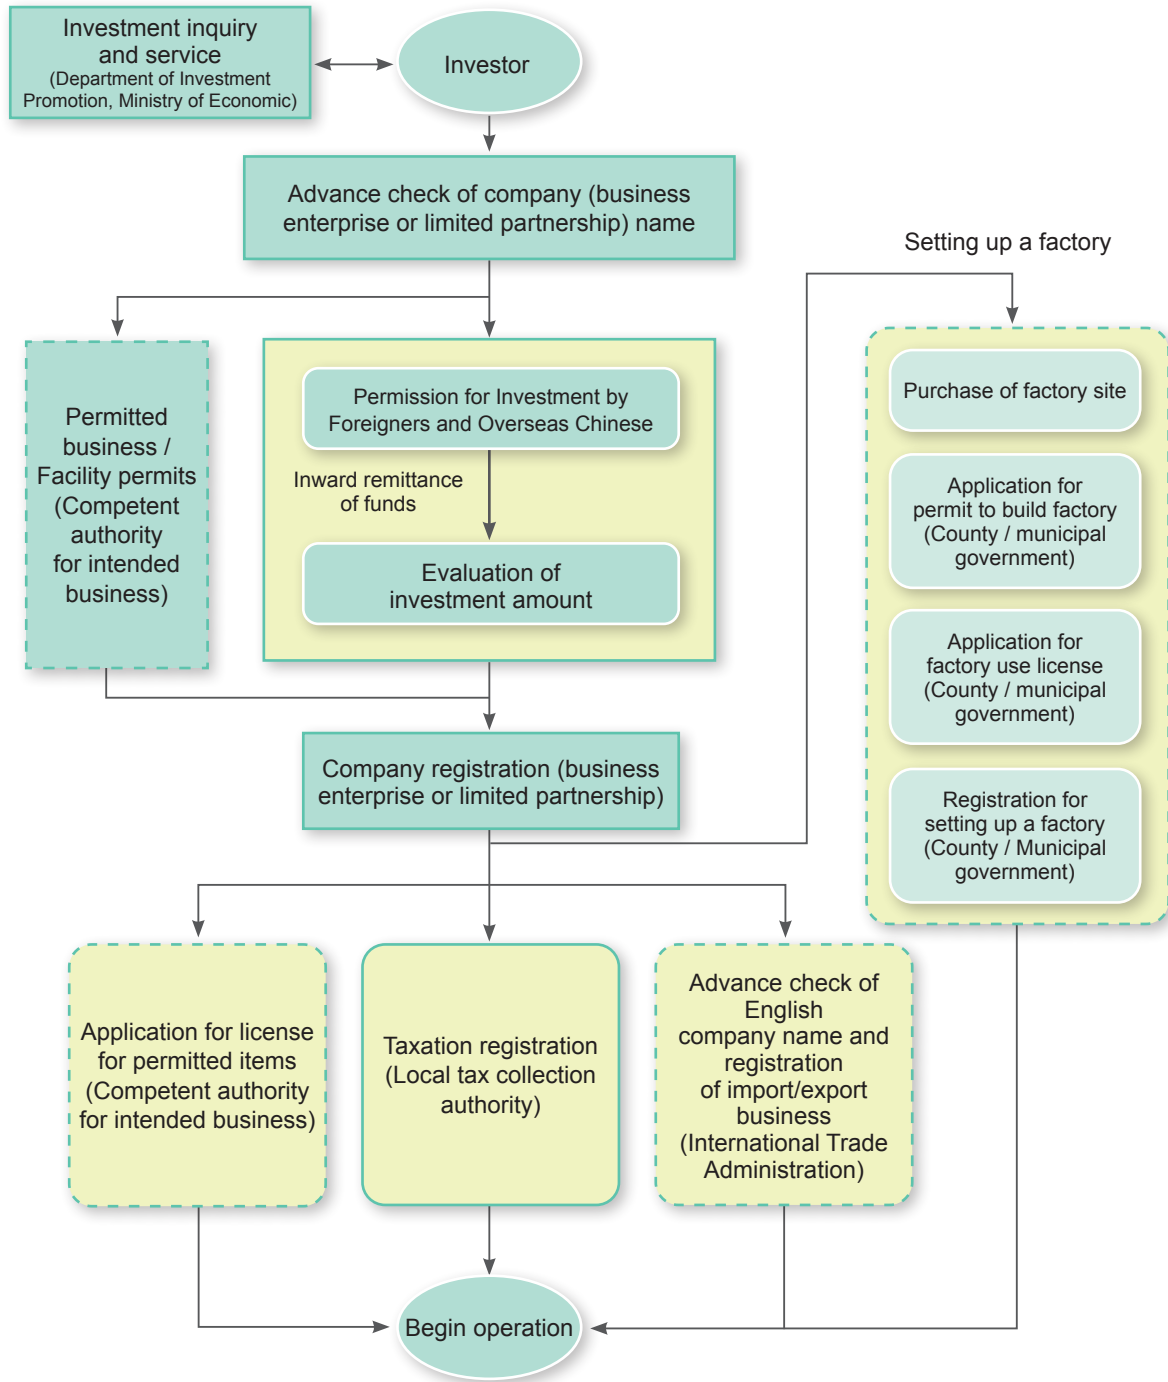 Investment inquiry
and service
(Department of Investment
Promotion, Ministry of Economic)
Investor
Advance check of company (business
enterprise or limited partnership) name
Setting up a factory
Permitted
business /
Facility permits
(Competent
authority
for intended
business)
Permission for Investment by
Foreigners and Overseas Chinese
Inward remittance
of funds
Evaluation of
investment amount
Purchase of factory site
Application for
permit to build factory
(County / municipal
government)
Application for
factory use license
(County / municipal
government)
Registration for
setting up a factory
(County / Municipal
government)
Company registration (business
enterprise or limited partnership)
Application for license
for permitted items
(Competent authority
for intended business)
Taxation registration
(Local tax collection
authority)
Advance check of
English
company name and
registration
of import/export
business
(International Trade
Administration)
Begin operation